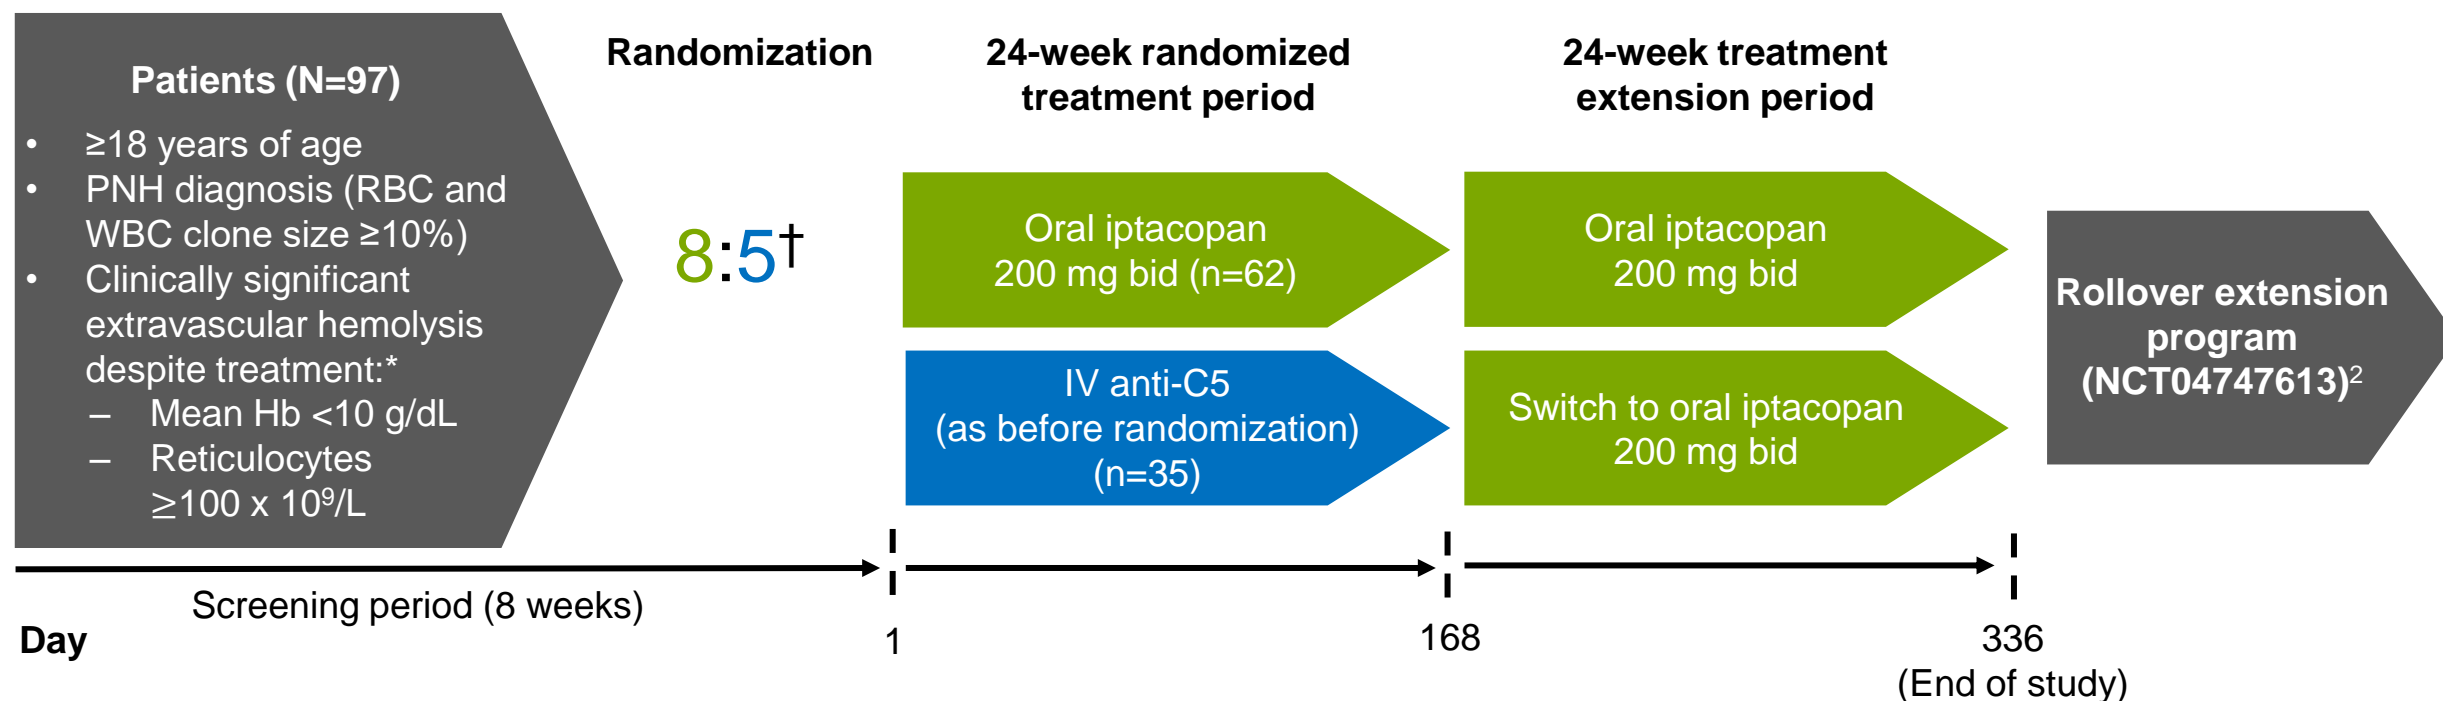 Patients (N=97)
• ≥18 years of age
• PNH diagnosis (RBC and
WBC clone size ≥10%)
• Clinically significant
extravascular hemolysis
despite treatment:*
– Mean Hb <10 g/dL
– Reticulocytes
≥100 x 10⁹/L
Randomization
8:5†
24-week randomized
treatment period
Oral iptacopan
200 mg bid (n=62)
IV anti-C5
(as before randomization)
(n=35)
24-week treatment
extension period
Oral iptacopan
200 mg bid
Switch to oral iptacopan
200 mg bid
Rollover extension
program
(NCT04747613)²
Screening period (8 weeks)
Day
1
168
336
(End of study)